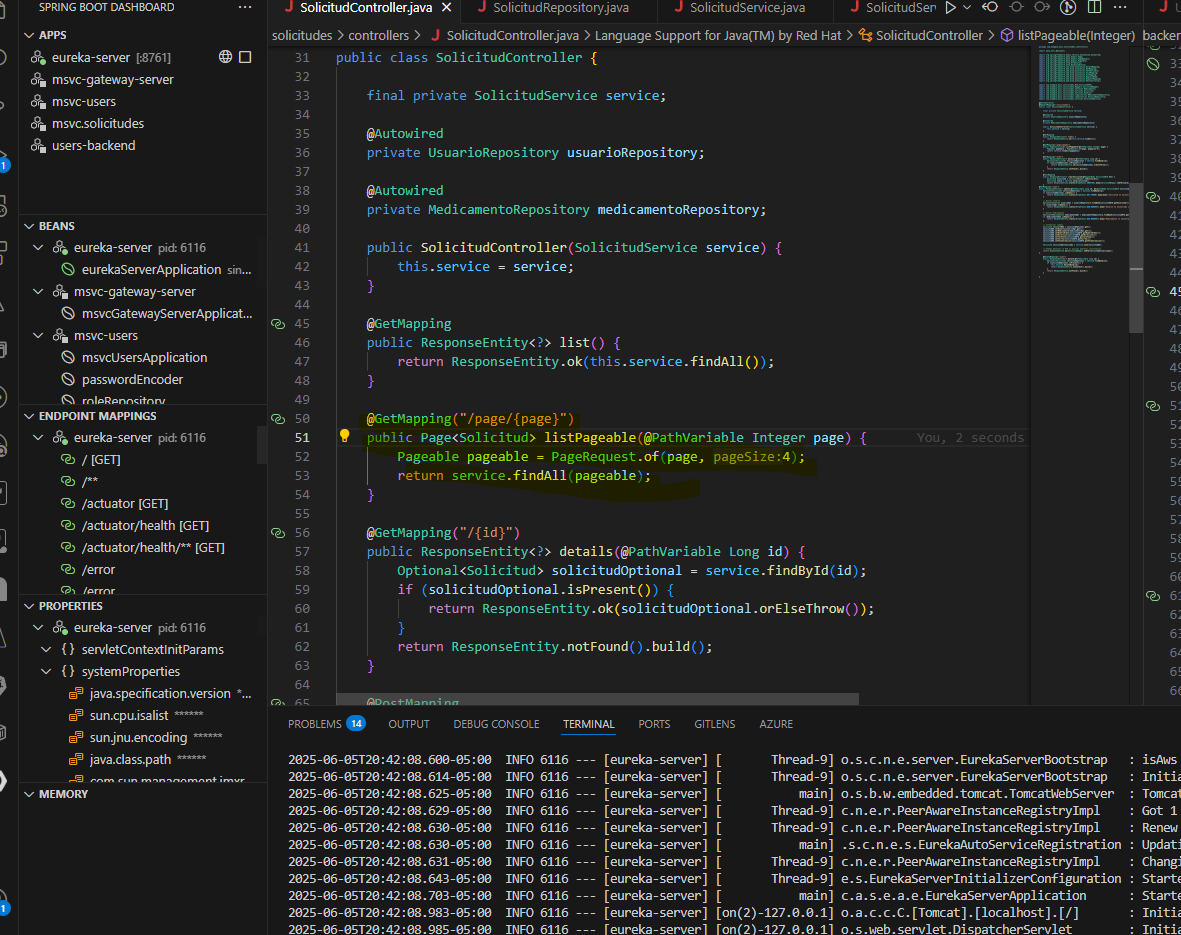 SPRING BOOT DASHBOARD ···
APPS
eureka-server [:8761]
msvc-gateway-server
msvc-users
msvc.solicitudes
users-backend
BEANS
eureka-server pid: 6116
eurekaServerApplication sin...
msvc-gateway-server
msvcGatewayServerApplicat...
msvc-users
msvcUsersApplication
passwordEncoder
roleRepository
ENDPOINT MAPPINGS
eureka-server pid: 6116
/ [GET]
/**
/actuator [GET]
/actuator/health [GET]
/actuator/health/** [GET]
/error
/error
PROPERTIES
eureka-server pid: 6116
{} servletContextInitParams
{} systemProperties
java.specification.version *...
sun.cpu.isalist ******
sun.jnu.encoding ******
java.class.path ******
MEMORY
SolicitudController.java SolicitudRepository.java SolicitudService.java SolicitudSer
solicitudes > controllers > SolicitudController.java > Language Support for Java(TM) by Red Hat > SolicitudController > listPageable(Integer) backen
31 public class SolicitudController {
32
33 final private SolicitudService service;
34
35 @Autowired
36 private UsuarioRepository usuarioRepository;
37
38 @Autowired
39 private MedicamentoRepository medicamentoRepository;
40
41 public SolicitudController(SolicitudService service) {
42 this.service = service;
43 }
44
45 @GetMapping
46 public ResponseEntity<?> list() {
47 return ResponseEntity.ok(this.service.findAll());
48 }
49
50 @GetMapping("/page/{page}")
51 public Page<Solicitud> listPageable(@PathVariable Integer page) { You, 2 seconds
52 Pageable pageable = PageRequest.of(page, pageSize:4);
53 return service.findAll(pageable);
54 }
55
56 @GetMapping("/{id}")
57 public ResponseEntity<?> details(@PathVariable Long id) {
58 Optional<Solicitud> solicitudOptional = service.findById(id);
59 if (solicitudOptional.isPresent()) {
60 return ResponseEntity.ok(solicitudOptional.orElseThrow());
61 }
62 return ResponseEntity.notFound().build();
63 }
64
65 @PostMapping
PROBLEMS 14 OUTPUT DEBUG CONSOLE TERMINAL PORTS GITLENS AZURE
2025-06-05T20:42:08.600-05:00 INFO 6116 --- [eureka-server] [ Thread-9] o.s.c.n.e.server.EurekaServerBootstrap : isAws
2025-06-05T20:42:08.614-05:00 INFO 6116 --- [eureka-server] [ Thread-9] o.s.c.n.e.server.EurekaServerBootstrap : Initia
2025-06-05T20:42:08.625-05:00 INFO 6116 --- [eureka-server] [ main] o.s.b.w.embedded.tomcat.TomcatWebServer : Tomcat
2025-06-05T20:42:08.629-05:00 INFO 6116 --- [eureka-server] [ Thread-9] c.n.e.r.PeerAwareInstanceRegistryImpl : Got 1
2025-06-05T20:42:08.630-05:00 INFO 6116 --- [eureka-server] [ Thread-9] c.n.e.r.PeerAwareInstanceRegistryImpl : Renew
2025-06-05T20:42:08.630-05:00 INFO 6116 --- [eureka-server] [ main] .s.c.n.e.s.EurekaAutoServiceRegistration : Updati
2025-06-05T20:42:08.631-05:00 INFO 6116 --- [eureka-server] [ Thread-9] c.n.e.r.PeerAwareInstanceRegistryImpl : Changi
2025-06-05T20:42:08.643-05:00 INFO 6116 --- [eureka-server] [ Thread-9] e.s.EurekaServerInitializerConfiguration : Starte
2025-06-05T20:42:08.703-05:00 INFO 6116 --- [eureka-server] [ main] c.a.s.e.a.e.EurekaServerApplication : Starte
2025-06-05T20:42:08.983-05:00 INFO 6116 --- [eureka-server] [on(2)-127.0.0.1] o.a.c.c.C.[Tomcat].[localhost].[/] : Initia
2025-06-05T20:42:08.985-05:00 INFO 6116 --- [eureka-server] [on(2)-127.0.0.1] o.s.web.servlet.DispatcherServlet : Initia